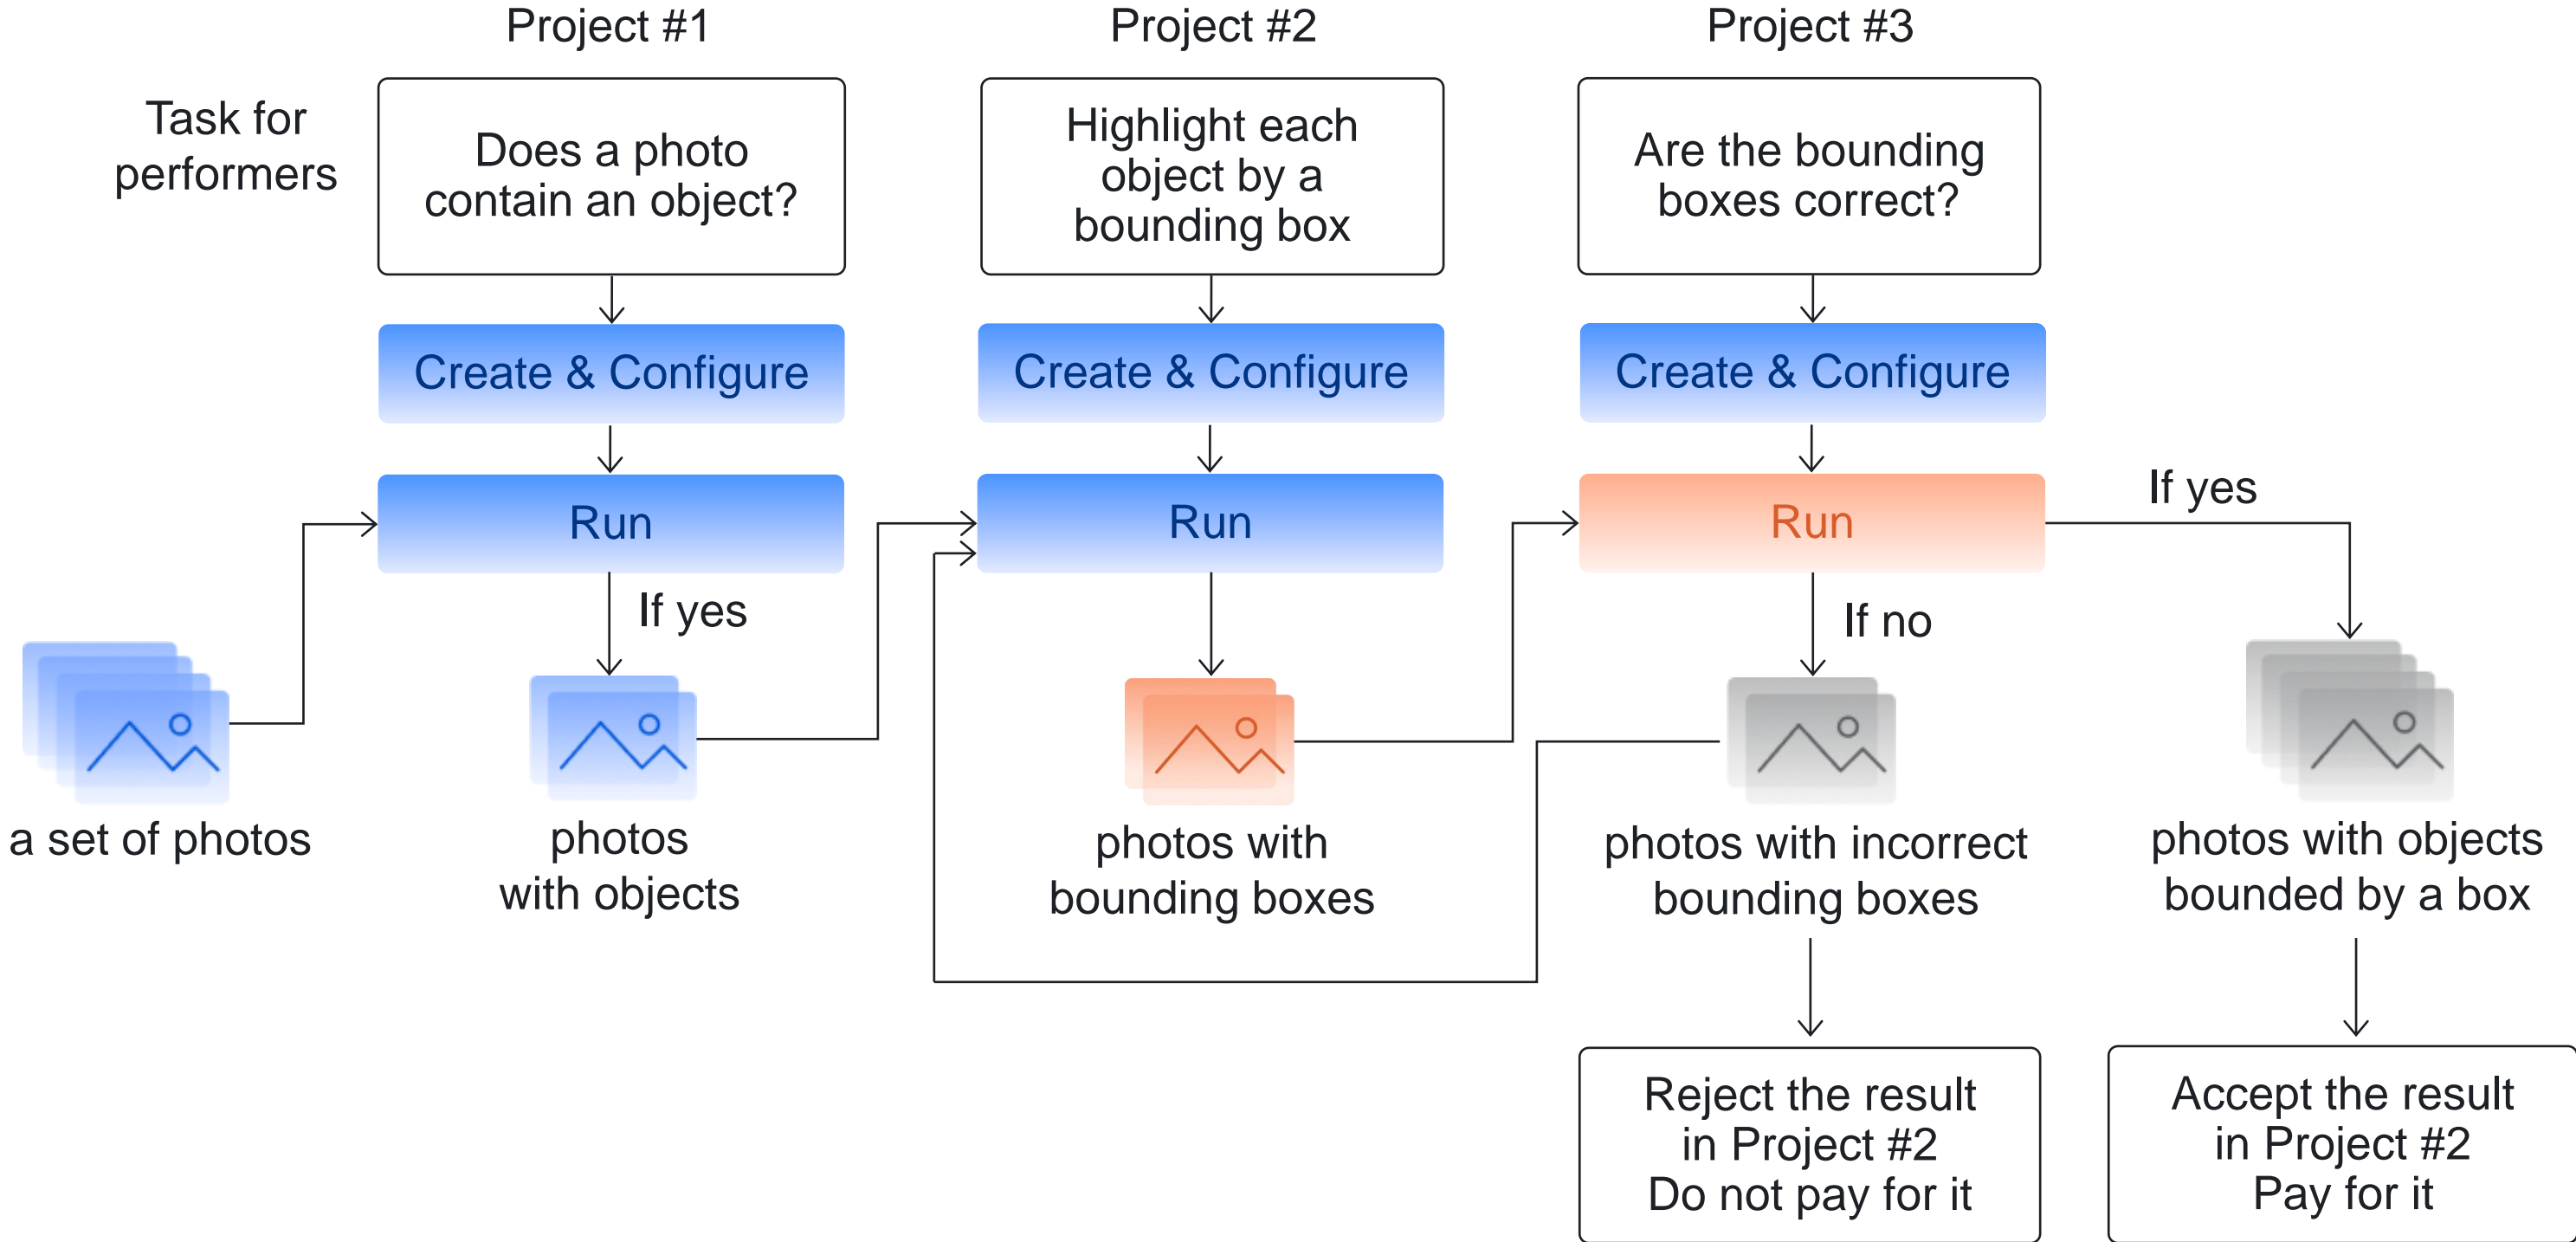 Project #1
Project #2
Project #3
Task for
performers
Does a photo
contain an object?
Highlight each
object by a
bounding box
Are the bounding
boxes correct?
Create & Configure
Create & Configure
Create & Configure
Run
Run
Run
If yes
If yes
If no
a set of photos
photos
with objects
photos with
bounding boxes
photos with incorrect
bounding boxes
photos with objects
bounded by a box
Reject the result
in Project #2
Do not pay for it
Accept the result
in Project #2
Pay for it